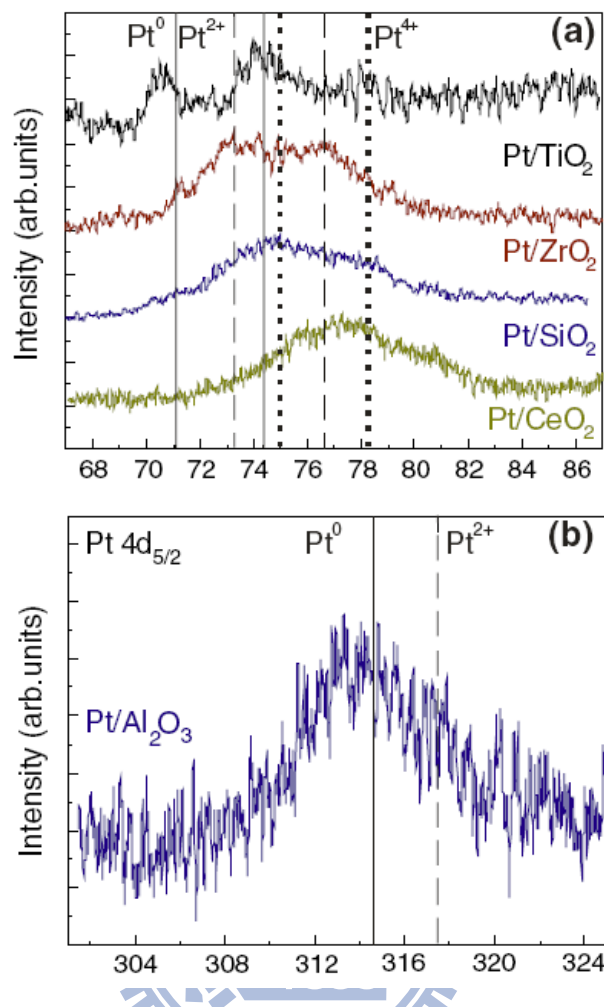 Pt⁰ Pt²⁺ Pt⁴⁺ (a)
Intensity (arb.units)
Pt/TiO₂
Pt/ZrO₂
Pt/SiO₂
Pt/CeO₂
68 70 72 74 76 78 80 82 84 86
Pt 4d₅/₂ Pt⁰ Pt²⁺ (b)
Intensity (arb.units)
Pt/Al₂O₃
304 308 312 316 320 324